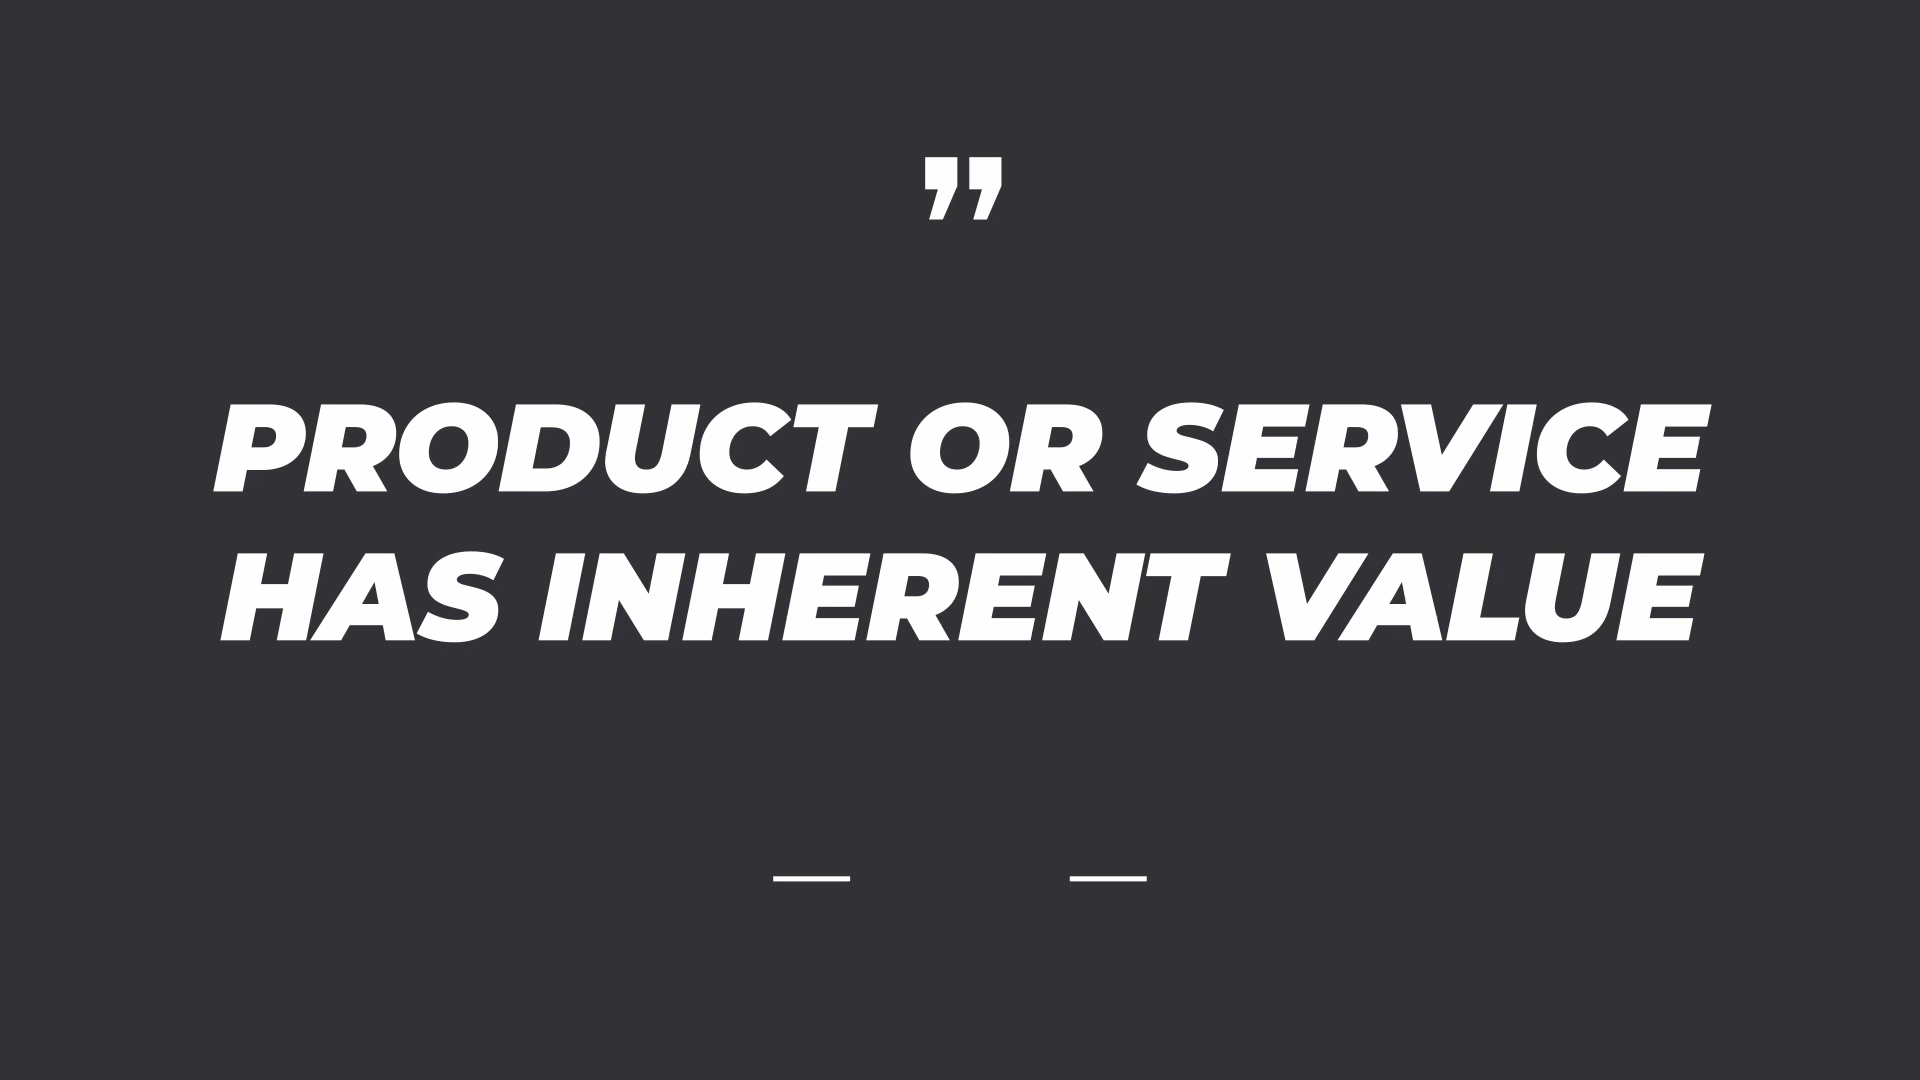 ”
PRODUCT OR SERVICE
HAS INHERENT VALUE